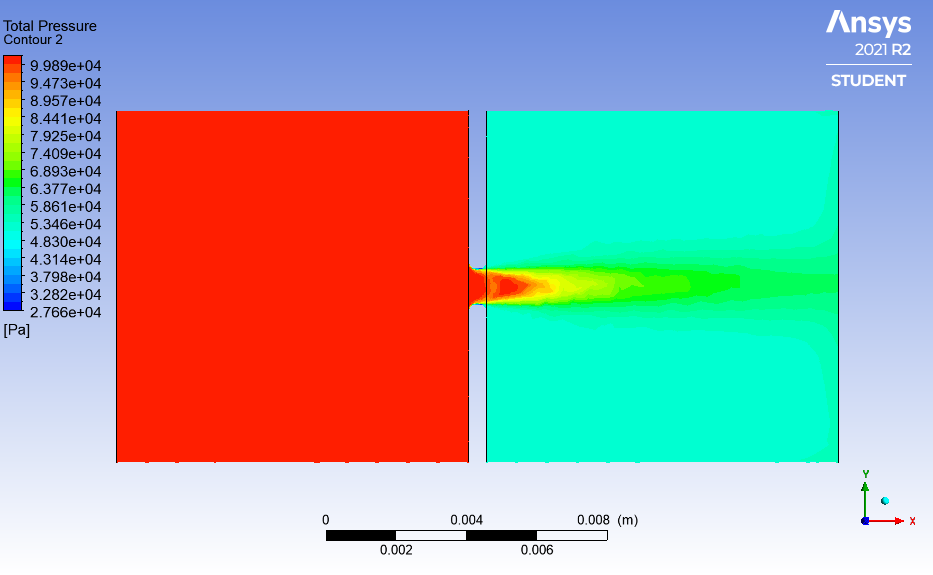 Total Pressure
Contour 2
9.989e+04
9.473e+04
8.957e+04
8.441e+04
7.925e+04
7.409e+04
6.893e+04
6.377e+04
5.861e+04
5.346e+04
4.830e+04
4.314e+04
3.798e+04
3.282e+04
2.766e+04
[Pa]
Ansys
2021 R2
STUDENT
0 0.004 0.008 (m)
0.002 0.006
Y
X